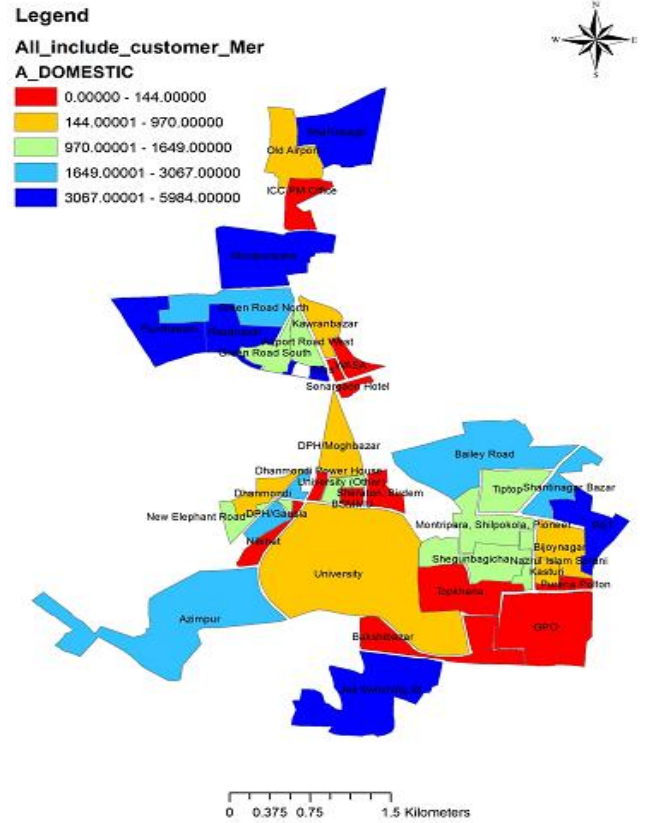 Legend
N
W E
S
All_include_customer_Mer
A_DOMESTIC
0.00000 - 144.00000
144.00001 - 970.00000
970.00001 - 1649.00000
1649.00001 - 3067.00000
3067.00001 - 5984.00000
Old Airport
ICC/PM Office
Green Road North
Kawranbazar
Airport Road West
Green Road South
WASA
Sonargaon Hotel
DPH/Moghbazar
Bailey Road
Dhanmondi Power House
University (Other)
Tiptop
Shantinagar Bazar
Dhanmondi
New Elephant Road
DPH/Gausia
Montripara, Shilpokola, Pioneer
Nilkhet
Bijoynagar
Shegunbagicha
Nazrul Islam Sarani
University
Kasturi
Purana Palton
Topkhana
Azimpur
GPO
Bakshibazar
0 0.375 0.75 1.5 Kilometers